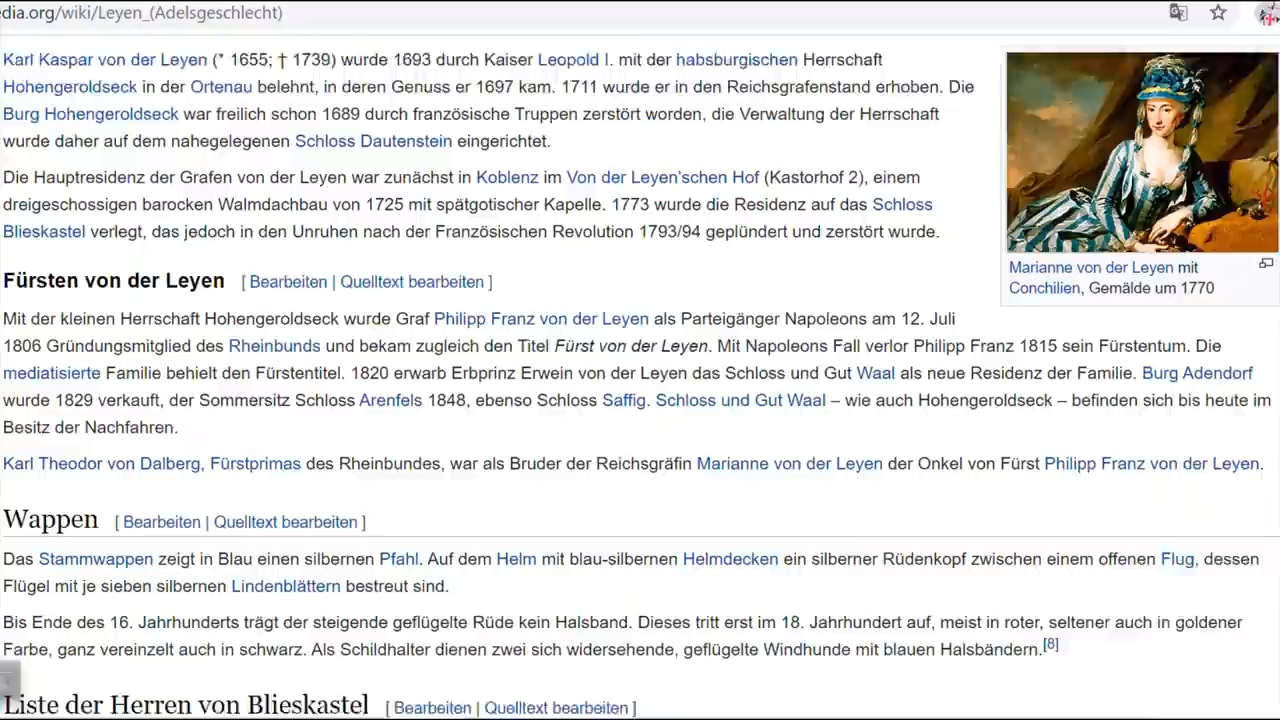 edia.org/wiki/Leyen_(Adelsgeschlecht)
Karl Kaspar von der Leyen (* 1655; † 1739) wurde 1693 durch Kaiser Leopold I. mit der habsburgischen Herrschaft
Hohengeroldseck in der Ortenau belehnt, in deren Genuss er 1697 kam. 1711 wurde er in den Reichsgrafenstand erhoben. Die
Burg Hohengeroldseck war freilich schon 1689 durch französische Truppen zerstört worden, die Verwaltung der Herrschaft
wurde daher auf dem nahegelegenen Schloss Dautenstein eingerichtet.
Die Hauptresidenz der Grafen von der Leyen war zunächst in Koblenz im Von der Leyen’schen Hof (Kastorhof 2), einem
dreigeschossigen barocken Walmdachbau von 1725 mit spätgotischer Kapelle. 1773 wurde die Residenz auf das Schloss
Blieskastel verlegt, das jedoch in den Unruhen nach der Französischen Revolution 1793/94 geplündert und zerstört wurde.
Marianne von der Leyen mit
Conchilien, Gemälde um 1770
Fürsten von der Leyen [ Bearbeiten | Quelltext bearbeiten ]
Mit der kleinen Herrschaft Hohengeroldseck wurde Graf Philipp Franz von der Leyen als Parteigänger Napoleons am 12. Juli
1806 Gründungsmitglied des Rheinbunds und bekam zugleich den Titel Fürst von der Leyen. Mit Napoleons Fall verlor Philipp Franz 1815 sein Fürstentum. Die
mediatisierte Familie behielt den Fürstentitel. 1820 erwarb Erbprinz Erwein von der Leyen das Schloss und Gut Waal als neue Residenz der Familie. Burg Adendorf
wurde 1829 verkauft, der Sommersitz Schloss Arenfels 1848, ebenso Schloss Saffig. Schloss und Gut Waal – wie auch Hohengeroldseck – befinden sich bis heute im
Besitz der Nachfahren.
Karl Theodor von Dalberg, Fürstprimas des Rheinbundes, war als Bruder der Reichsgräfin Marianne von der Leyen der Onkel von Fürst Philipp Franz von der Leyen.
Wappen [ Bearbeiten | Quelltext bearbeiten ]
Das Stammwappen zeigt in Blau einen silbernen Pfahl. Auf dem Helm mit blau-silbernen Helmdecken ein silberner Rüdenkopf zwischen einem offenen Flug, dessen
Flügel mit je sieben silbernen Lindenblättern bestreut sind.
Bis Ende des 16. Jahrhunderts trägt der steigende geflügelte Rüde kein Halsband. Dieses tritt erst im 18. Jahrhundert auf, meist in roter, seltener auch in goldener
Farbe, ganz vereinzelt auch in schwarz. Als Schildhalter dienen zwei sich widersehende, geflügelte Windhunde mit blauen Halsbändern.[8]
Liste der Herren von Blieskastel [ Bearbeiten | Quelltext bearbeiten ]